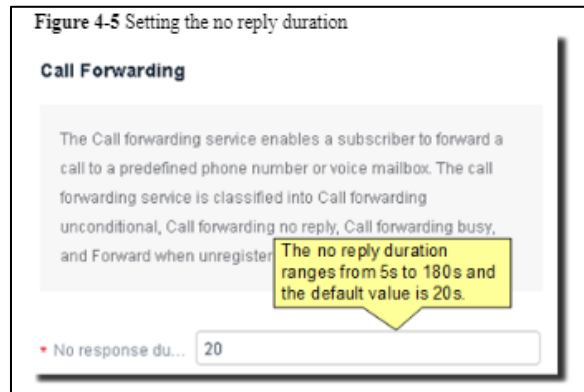 Figure 4-5 Setting the no reply duration
Call Forwarding
The Call forwarding service enables a subscriber to forward a
call to a predefined phone number or voice mailbox. The call
forwarding service is classified into Call forwarding
unconditional, Call forwarding no reply, Call forwarding busy,
and Forward when unregister
The no reply duration
ranges from 5s to 180s and
the default value is 20s.
* No response du... 20